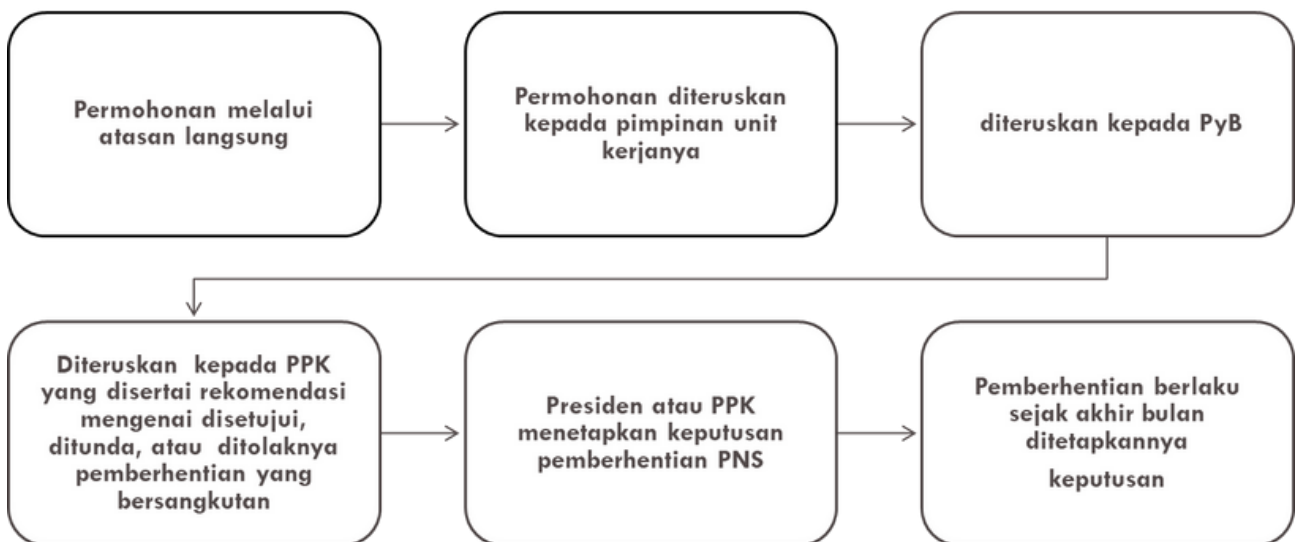 Permohonan melalui
atasan langsung
Permohonan diteruskan
kepada pimpinan unit
kerjanya
diteruskan kepada PyB
Diteruskan kepada PPK
yang disertai rekomendasi
mengenai disetujui,
ditunda, atau ditolaknya
pemberhentian yang
bersangkutan
Presiden atau PPK
menetapkan keputusan
pemberhentian PNS
Pemberhentian berlaku
sejak akhir bulan
ditetapkannya
keputusan